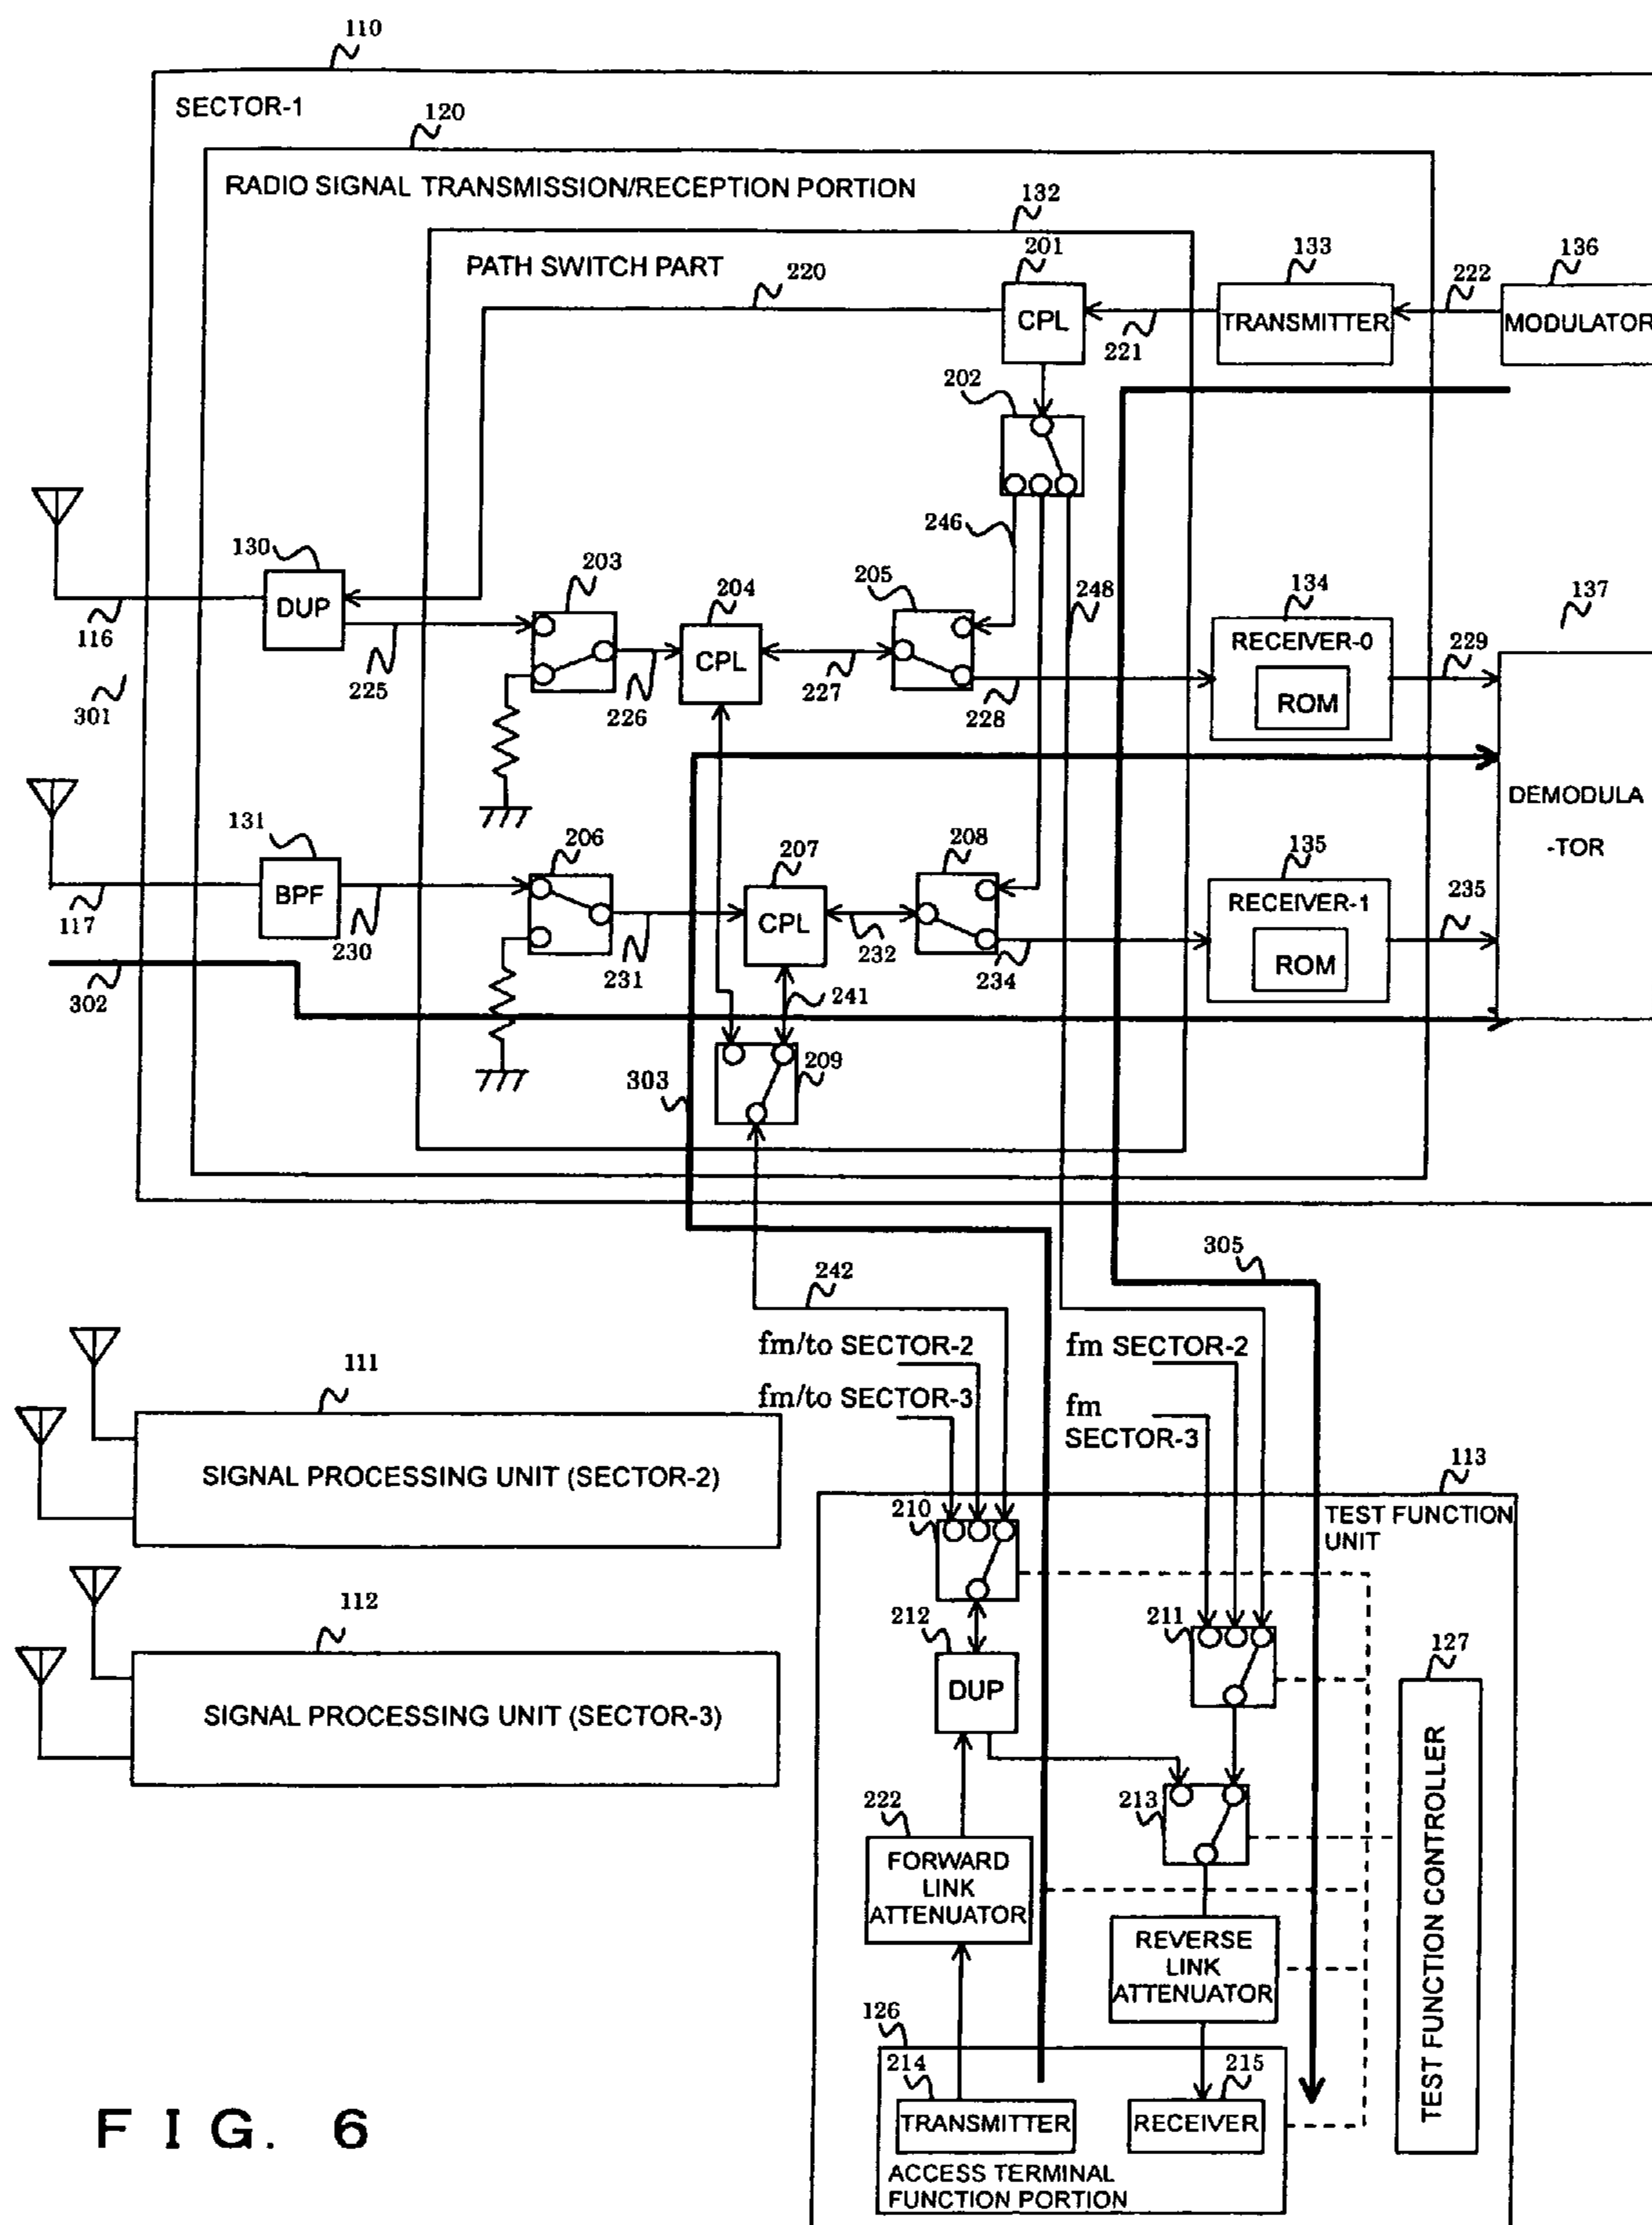 110
SECTOR-1
120
RADIO SIGNAL TRANSMISSION/RECEPTION PORTION
132
PATH SWITCH PART
220
201
CPL
221
133
TRANSMITTER
222
136
MODULATOR
202
246
248
130
DUP
116
225
203
226
204
CPL
227
205
228
134
RECEIVER-0
ROM
229
137
301
DEMODULA
-TOR
131
BPF
117
230
206
231
207
CPL
232
208
234
135
RECEIVER-1
ROM
235
302
241
209
303
305
242
fm/to SECTOR-2
fm/to SECTOR-3
fm SECTOR-2
fm
SECTOR-3
111
SIGNAL PROCESSING UNIT (SECTOR-2)
112
SIGNAL PROCESSING UNIT (SECTOR-3)
113
TEST FUNCTION
UNIT
210
211
212
DUP
127
TEST FUNCTION CONTROLLER
213
222
FORWARD
LINK
ATTENUATOR
REVERSE
LINK
ATTENUATOR
126
214
TRANSMITTER
215
RECEIVER
ACCESS TERMINAL
FUNCTION PORTION
FIG. 6